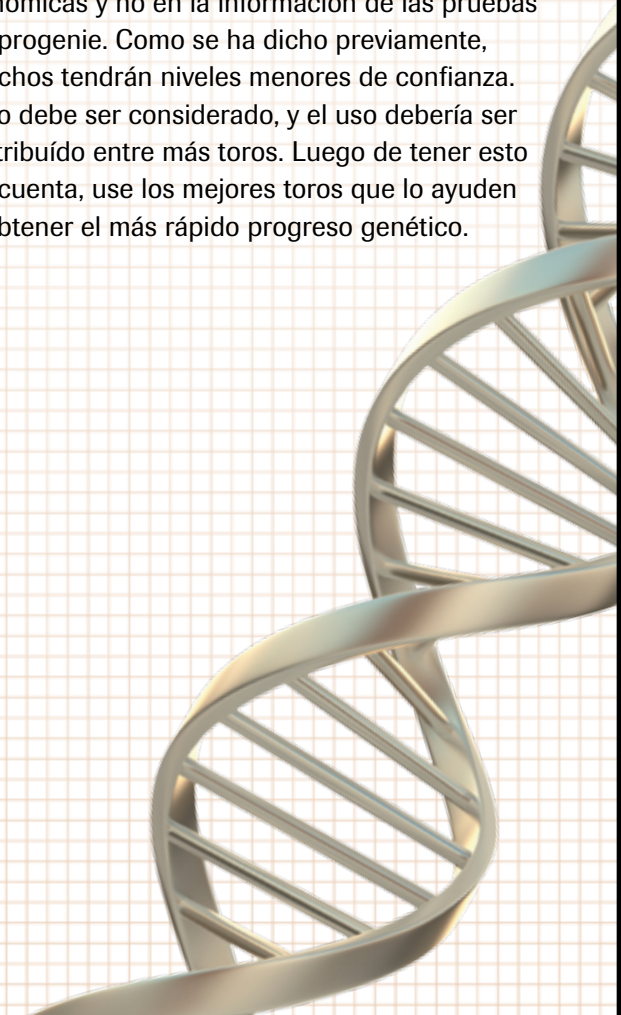 nómicas y no en la información de las pruebas
progenie. Como se ha dicho previamente,
chos tendrán niveles menores de confianza.
o debe ser considerado, y el uso debería ser
tribuído entre más toros. Luego de tener esto
cuenta, use los mejores toros que lo ayuden
btener el más rápido progreso genético.